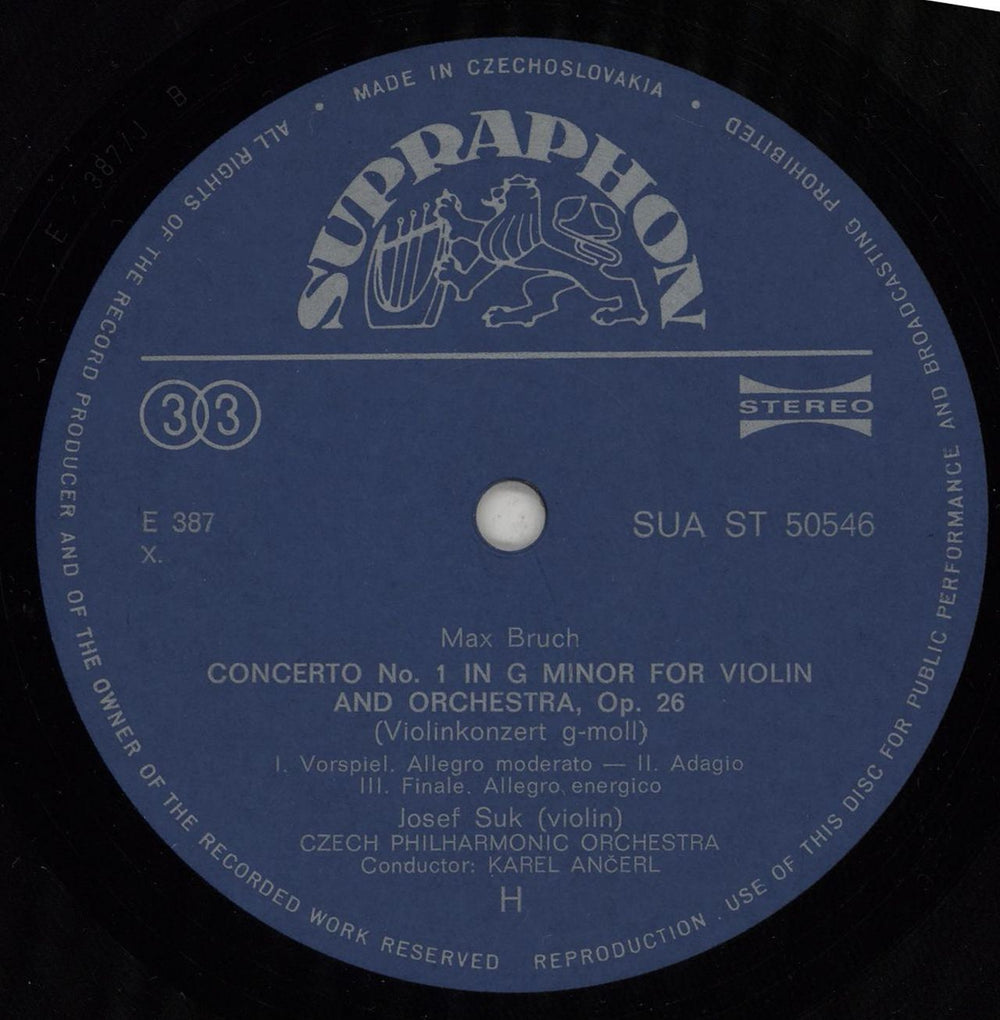 MADE IN CZECHOSLOVAKIA
SUPRAPHON
33
STEREO
E 387
X.
SUA ST 50546
Max Bruch
CONCERTO No. 1 IN G MINOR FOR VIOLIN
AND ORCHESTRA, Op. 26
(Violinkonzert g-moll)
I. Vorspiel. Allegro moderato — II. Adagio
III. Finale. Allegro energico
Josef Suk (violin)
CZECH PHILHARMONIC ORCHESTRA
Conductor: KAREL ANČERL
H
ALL RIGHTS OF THE RECORD PRODUCER AND OF THE OWNER OF THE RECORDED WORK RESERVED
REPRODUCTION . USE OF THIS DISC FOR PUBLIC PERFORMANCE AND BROADCASTING PROHIBITED